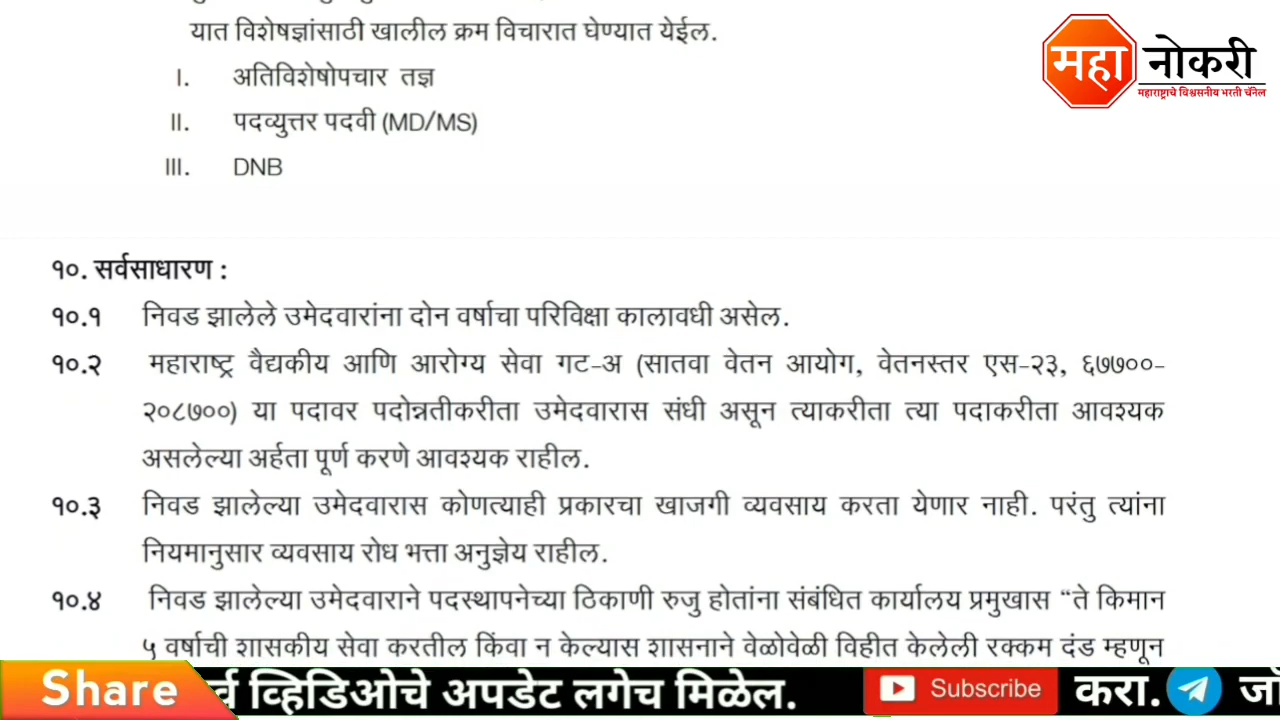 यात विशेषज्ञांसाठी खालील क्रम विचारात घेण्यात येईल.
I. अतिविशेषोपचार तज्ञ
II. पदव्युत्तर पदवी (MD/MS)
III. DNB
महा नोकरी
महाराष्ट्राचे विश्वसनीय भरती चॅनेल
१०. सर्वसाधारण :
१०.१ निवड झालेले उमेदवारांना दोन वर्षाचा परिविक्षा कालावधी असेल.
१०.२ महाराष्ट्र वैद्यकीय आणि आरोग्य सेवा गट-अ (सातवा वेतन आयोग, वेतनस्तर एस-२३, ६७७००-
२०८७००) या पदावर पदोन्नतीकरीता उमेदवारास संधी असून त्याकरीता त्या पदाकरीता आवश्यक
असलेल्या अर्हता पूर्ण करणे आवश्यक राहील.
१०.३ निवड झालेल्या उमेदवारास कोणत्याही प्रकारचा खाजगी व्यवसाय करता येणार नाही. परंतु त्यांना
नियमानुसार व्यवसाय रोध भत्ता अनुज्ञेय राहील.
१०.४ निवड झालेल्या उमेदवाराने पदस्थापनेच्या ठिकाणी रुजु होतांना संबंधित कार्यालय प्रमुखास “ते किमान
५ वर्षाची शासकीय सेवा करतील किंवा न केल्यास शासनाने वेळोवेळी विहीत केलेली रक्कम दंड म्हणून
Share र्व व्हिडिओचे अपडेट लगेच मिळेल. Subscribe करा. जॉ